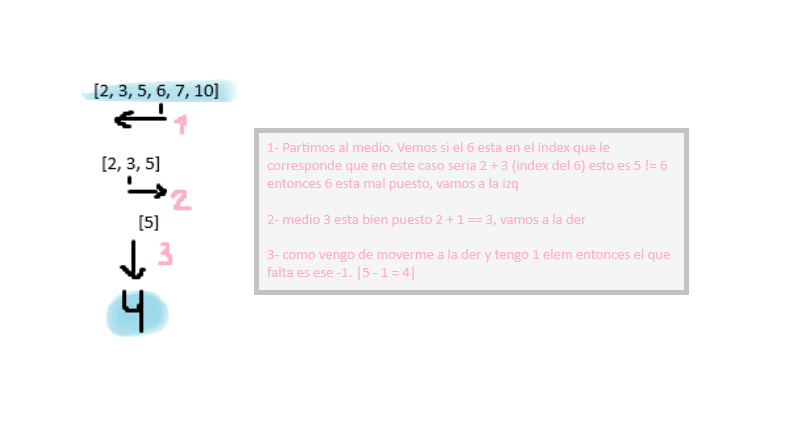 [2, 3, 5, 6, 7, 10]
1
[2, 3, 5]
2
[5]
3
4
1- Partimos al medio. Vemos si el 6 esta en el index que le
corresponde que en este caso seria 2 + 3 (index del 6) esto es 5 != 6
entonces 6 esta mal puesto, vamos a la izq
2- medio 3 esta bien puesto 2 + 1 == 3, vamos a la der
3- como vengo de moverme a la der y tengo 1 elem entonces el que
falta es ese -1. |5 - 1 = 4|